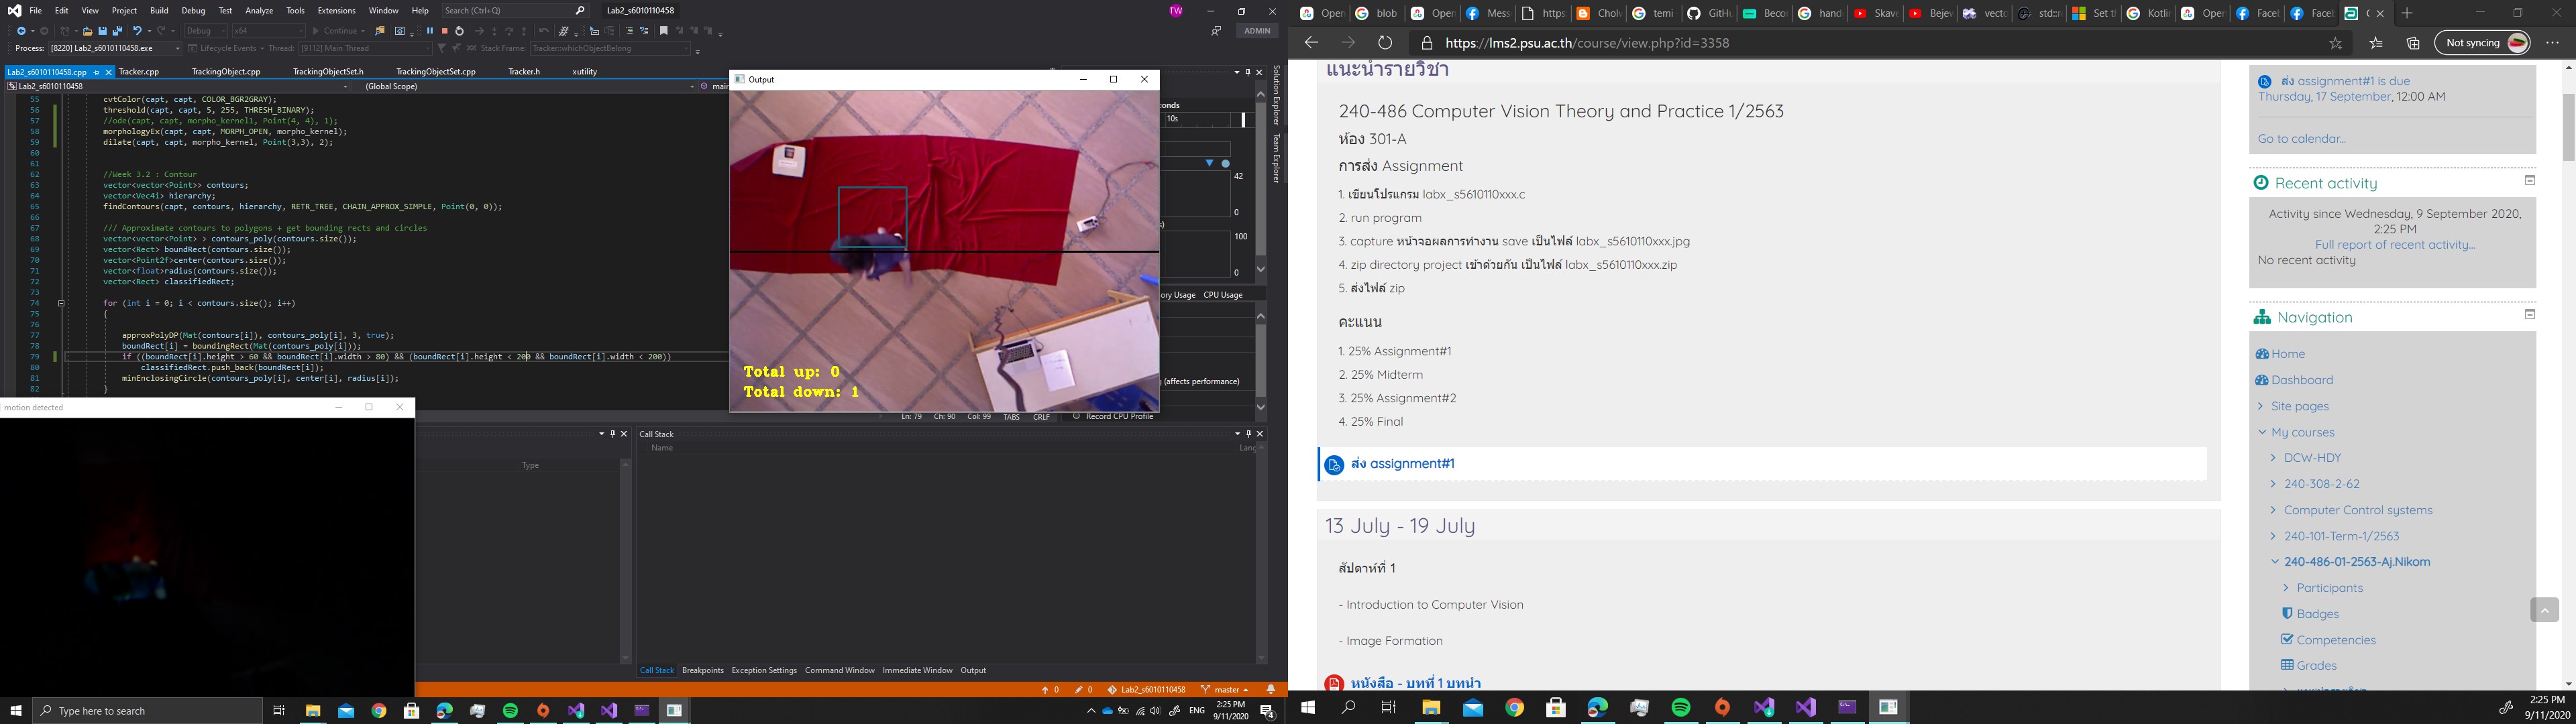 File Edit View Project Build Debug Test Analyze Tools Extensions Window Help Search (Ctrl+Q) Lab2_s6010110458 TW
Debug x64 Continue ADMIN
Process: [8220] Lab2_s6010110458.exe Lifecycle Events Thread: [9112] Main Thread Stack Frame: Tracker::whichObjectBelong
Lab2_s6010110458.cpp Tracker.cpp TrackingObject.cpp TrackingObjectSet.h TrackingObjectSet.cpp Tracker.h xutility
Lab2_s6010110458 (Global Scope) main
55 cvtColor(capt, capt, COLOR_BGR2GRAY);
56 threshold(capt, capt, 5, 255, THRESH_BINARY);
57 //ode(capt, capt, morpho_kernel1, Point(4, 4), 1);
58 morphologyEx(capt, capt, MORPH_OPEN, morpho_kernel);
59 dilate(capt, capt, morpho_kernel, Point(3,3), 2);
60
61
62 //Week 3.2 : Contour
63 vector<vector<Point>> contours;
64 vector<Vec4i> hierarchy;
65 findContours(capt, contours, hierarchy, RETR_TREE, CHAIN_APPROX_SIMPLE, Point(0, 0));
66
67 /// Approximate contours to polygons + get bounding rects and circles
68 vector<vector<Point> > contours_poly(contours.size());
69 vector<Rect> boundRect(contours.size());
70 vector<Point2f>center(contours.size());
71 vector<float>radius(contours.size());
72 vector<Rect> classifiedRect;
73
74 for (int i = 0; i < contours.size(); i++)
75 {
76
77 approxPolyDP(Mat(contours[i]), contours_poly[i], 3, true);
78 boundRect[i] = boundingRect(Mat(contours_poly[i]));
79 if ((boundRect[i].height > 60 && boundRect[i].width > 80) && (boundRect[i].height < 200 && boundRect[i].width < 200))
80 classifiedRect.push_back(boundRect[i]);
81 minEnclosingCircle(contours_poly[i], center[i], radius[i]);
82 }
Output
Total up: 0
Total down: 1
conds
10s
42
0
100
0
ory Usage CPU Usage
(affects performance)
Record CPU Profile
Solution Explorer
Team Explorer
Ln: 79 Ch: 90 Col: 99 TABS CRLF
motion detected
Type
Call Stack
Name Lang
Call Stack Breakpoints Exception Settings Command Window Immediate Window Output
0 0 Lab2_s6010110458 master
Type here to search
ENG 2:25 PM
9/11/2020 4
Open blob Open Mess https Chol temi GitHu Beco hand Skav Beje vect std:: Set t Kotli Open Facel Facel C
https://lms2.psu.ac.th/course/view.php?id=3358 Not syncing
แนะนำรายวิชา
240-486 Computer Vision Theory and Practice 1/2563
ห้อง 301-A
การส่ง Assignment
1. เขียนโปรแกรม labx_s5610110xxx.c
2. run program
3. capture หน้าจอผลการทำงาน save เป็นไฟล์ labx_s5610110xxx.jpg
4. zip directory project เข้าด้วยกัน เป็นไฟล์ labx_s5610110xxx.zip
5. ส่งไฟล์ zip
คะแนน
1. 25% Assignment#1
2. 25% Midterm
3. 25% Assignment#2
4. 25% Final
ส่ง assignment#1
13 July - 19 July
สัปดาห์ที่ 1
- Introduction to Computer Vision
- Image Formation
หนังสือ - บทที่ 1 บทนำ
ส่ง assignment#1 is due
Thursday, 17 September, 12:00 AM
Go to calendar...
Recent activity
Activity since Wednesday, 9 September 2020,
2:25 PM
Full report of recent activity...
No recent activity
Navigation
Home
Dashboard
Site pages
My courses
DCW-HDY
240-308-2-62
Computer Control systems
240-101-Term-1/2563
240-486-01-2563-Aj.Nikom
Participants
Badges
Competencies
Grades
2:25 PM
9/11/2020